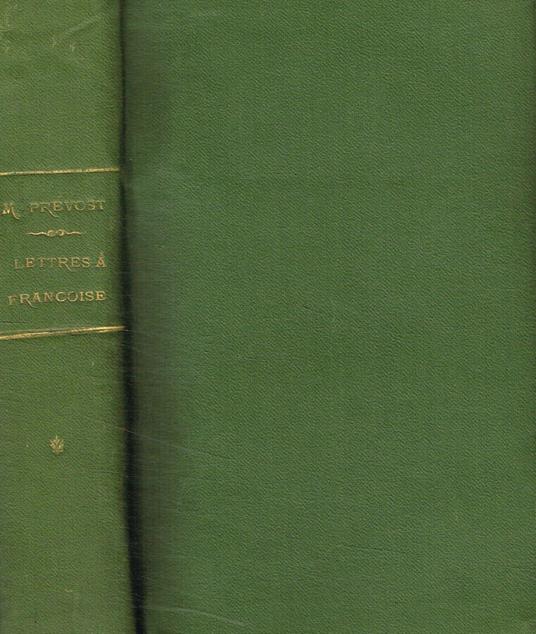 M. PREVOST
LETTRES À
FRANCOISE